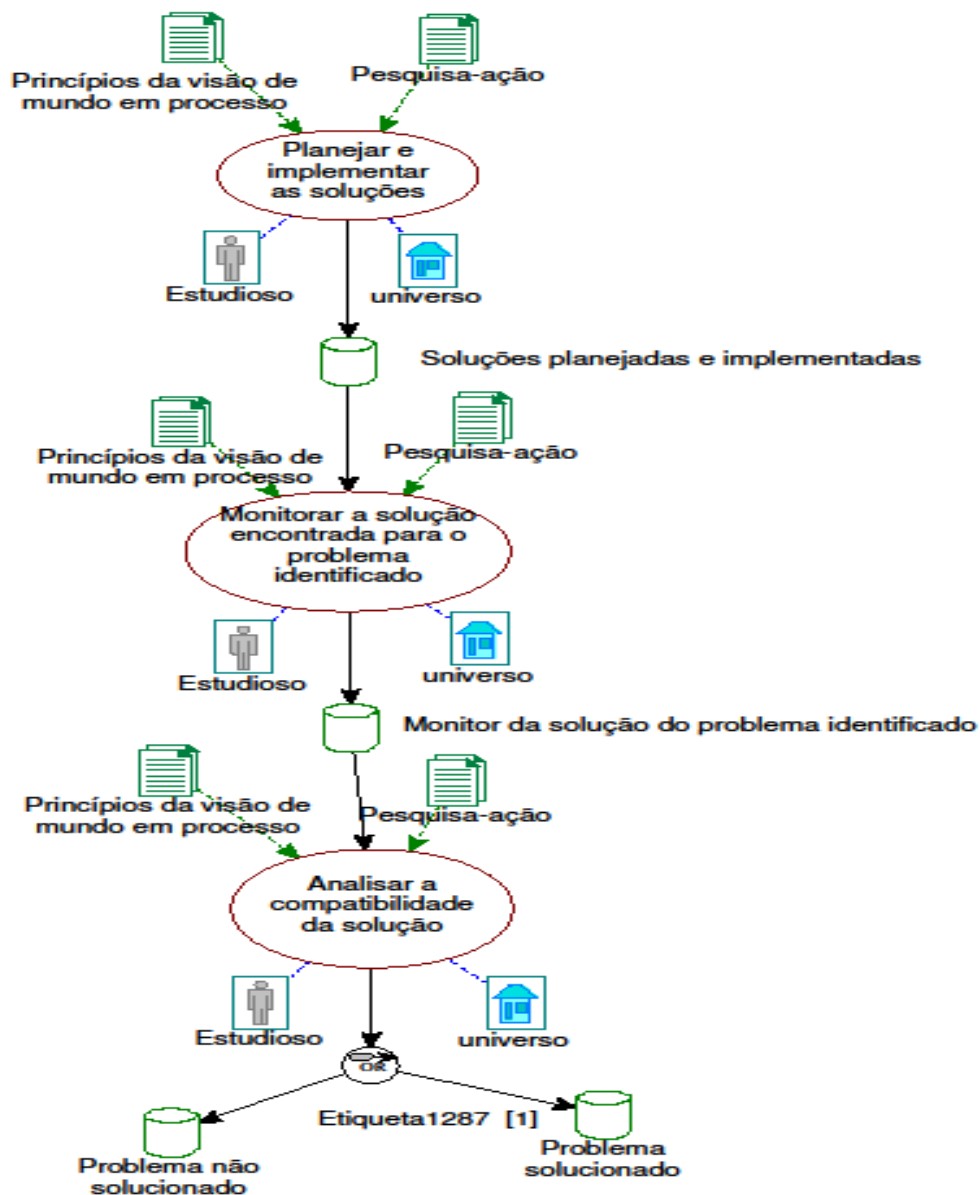 Princípios da visão de
mundo em processo
Pesquisa-ação
Planejar e
implementar
as soluções
Estudioso
universo
Soluções planejadas e implementadas
Princípios da visão de
mundo em processo
Pesquisa-ação
Monitorar a solução
encontrada para o
problema
identificado
Estudioso
universo
Monitor da solução do problema identificado
Princípios da visão de
mundo em processo
Pesquisa-ação
Analisar a
compatibilidade
da solução
Estudioso
universo
OR
Etiqueta1287 [1]
Problema não
solucionado
Problema
solucionado